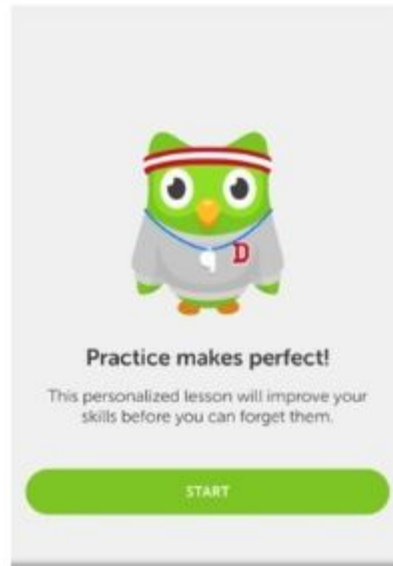 D
Practice makes perfect!
This personalized lesson will improve your
skills before you can forget them.
START